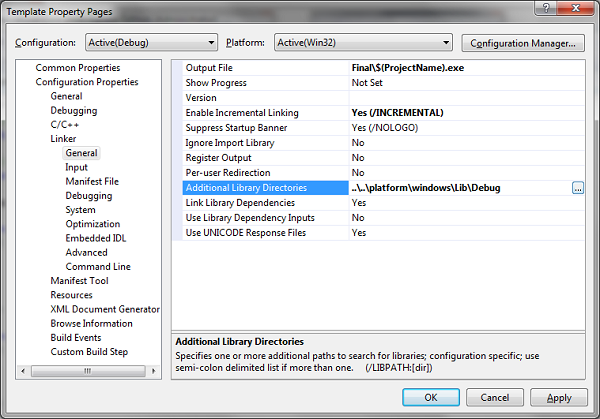 Template Property Pages
Configuration: Active(Debug) Platform: Active(Win32) Configuration Manager...
Common Properties
Configuration Properties
General
Debugging
C/C++
Linker
General
Input
Manifest File
Debugging
System
Optimization
Embedded IDL
Advanced
Command Line
Manifest Tool
Resources
XML Document Generator
Browse Information
Build Events
Custom Build Step
Output File Final\$(ProjectName).exe
Show Progress Not Set
Version
Enable Incremental Linking Yes (/INCREMENTAL)
Suppress Startup Banner Yes (/NOLOGO)
Ignore Import Library No
Register Output No
Per-user Redirection No
Additional Library Directories ..\..\platform\windows\Lib\Debug ...
Link Library Dependencies Yes
Use Library Dependency Inputs No
Use UNICODE Response Files Yes
Additional Library Directories
Specifies one or more additional paths to search for libraries; configuration specific; use
semi-colon delimited list if more than one. (/LIBPATH:[dir])
OK Cancel Apply